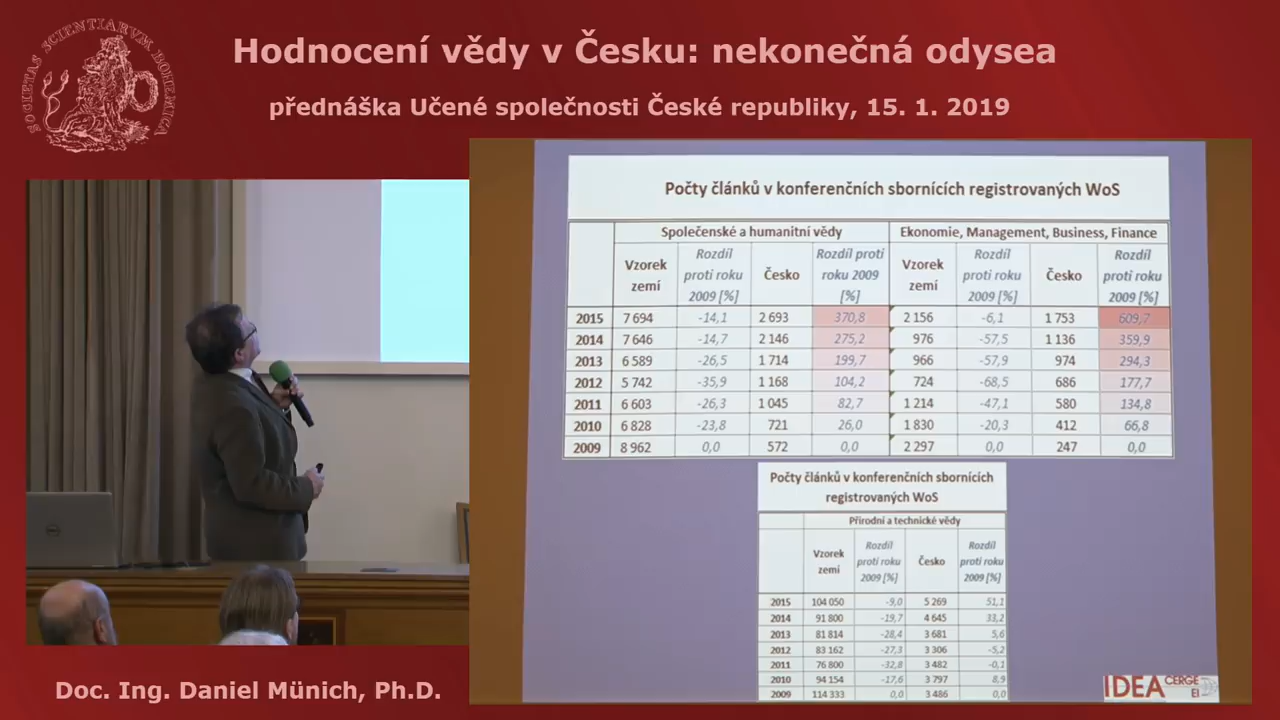 SOCIETAS SCIENTIARVM BOHEMICA
Hodnocení vědy v Česku: nekonečná odysea
přednáška Učené společnosti České republiky, 15. 1. 2019
Počty článků v konferenčních sbornících registrovaných WoS
Společenské a humanitní vědy Ekonomie, Management, Business, Finance
Vzorek zemí Rozdíl proti roku 2009 [%] Česko Rozdíl proti roku 2009 [%] Vzorek zemí Rozdíl proti roku 2009 [%] Česko Rozdíl proti roku 2009 [%]
2015 7 694 -14,1 2 693 370,8 2 156 -6,1 1 753 609,7
2014 7 646 -14,7 2 146 275,2 976 -57,5 1 136 359,9
2013 6 589 -26,5 1 714 199,7 966 -57,9 974 294,3
2012 5 742 -35,9 1 168 104,2 724 -68,5 686 177,7
2011 6 603 -26,3 1 045 82,7 1 214 -47,1 580 134,8
2010 6 828 -23,8 721 26,0 1 830 -20,3 412 66,8
2009 8 962 0,0 572 0,0 2 297 0,0 247 0,0
Počty článků v konferenčních sbornících
registrovaných WoS
Přírodní a technické vědy
Vzorek zemí Rozdíl proti roku 2009 [%] Česko Rozdíl proti roku 2009 [%]
2015 104 050 -9,0 5 269 51,1
2014 91 800 -19,7 4 645 33,2
2013 81 814 -28,4 3 681 5,6
2012 83 162 -27,3 3 306 -5,2
2011 76 800 -32,8 3 482 -0,1
2010 94 154 -17,6 3 797 8,9
2009 114 333 0,0 3 486 0,0
IDEA CERGE EI
DELL
Doc. Ing. Daniel Münich, Ph.D.